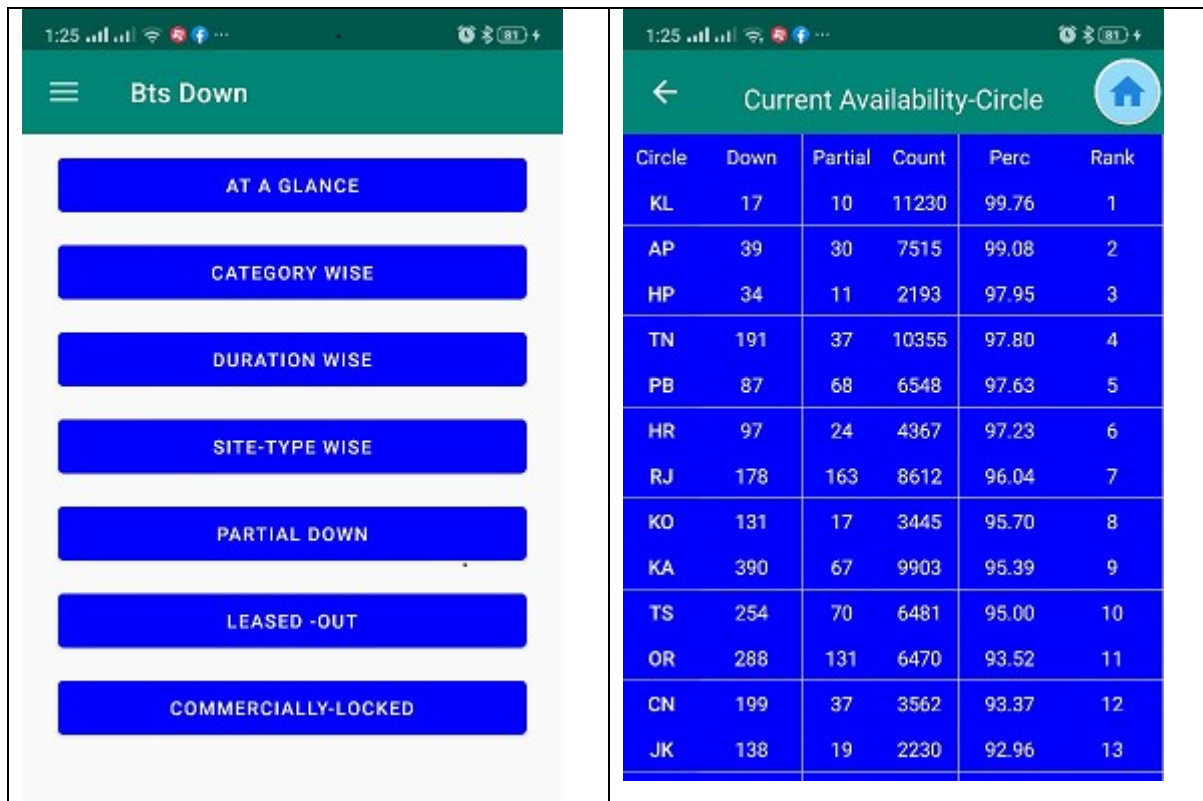 1:25
81
Bts Down
AT A GLANCE
CATEGORY WISE
DURATION WISE
SITE-TYPE WISE
PARTIAL DOWN
LEASED -OUT
COMMERCIALLY-LOCKED
1:25
81
Current Availability-Circle
Circle Down Partial Count Perc Rank
KL 17 10 11230 99.76 1
AP 39 30 7515 99.08 2
HP 34 11 2193 97.95 3
TN 191 37 10355 97.80 4
PB 87 68 6548 97.63 5
HR 97 24 4367 97.23 6
RJ 178 163 8612 96.04 7
KO 131 17 3445 95.70 8
KA 390 67 9903 95.39 9
TS 254 70 6481 95.00 10
OR 288 131 6470 93.52 11
CN 199 37 3562 93.37 12
JK 138 19 2230 92.96 13